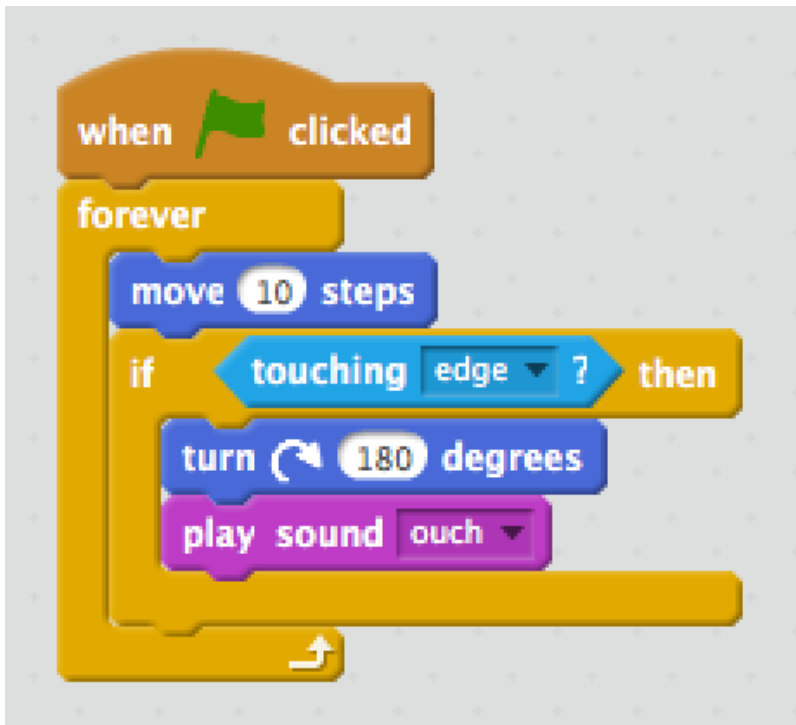 when clicked
forever
move 10 steps
if touching edge ? then
turn 180 degrees
play sound ouch